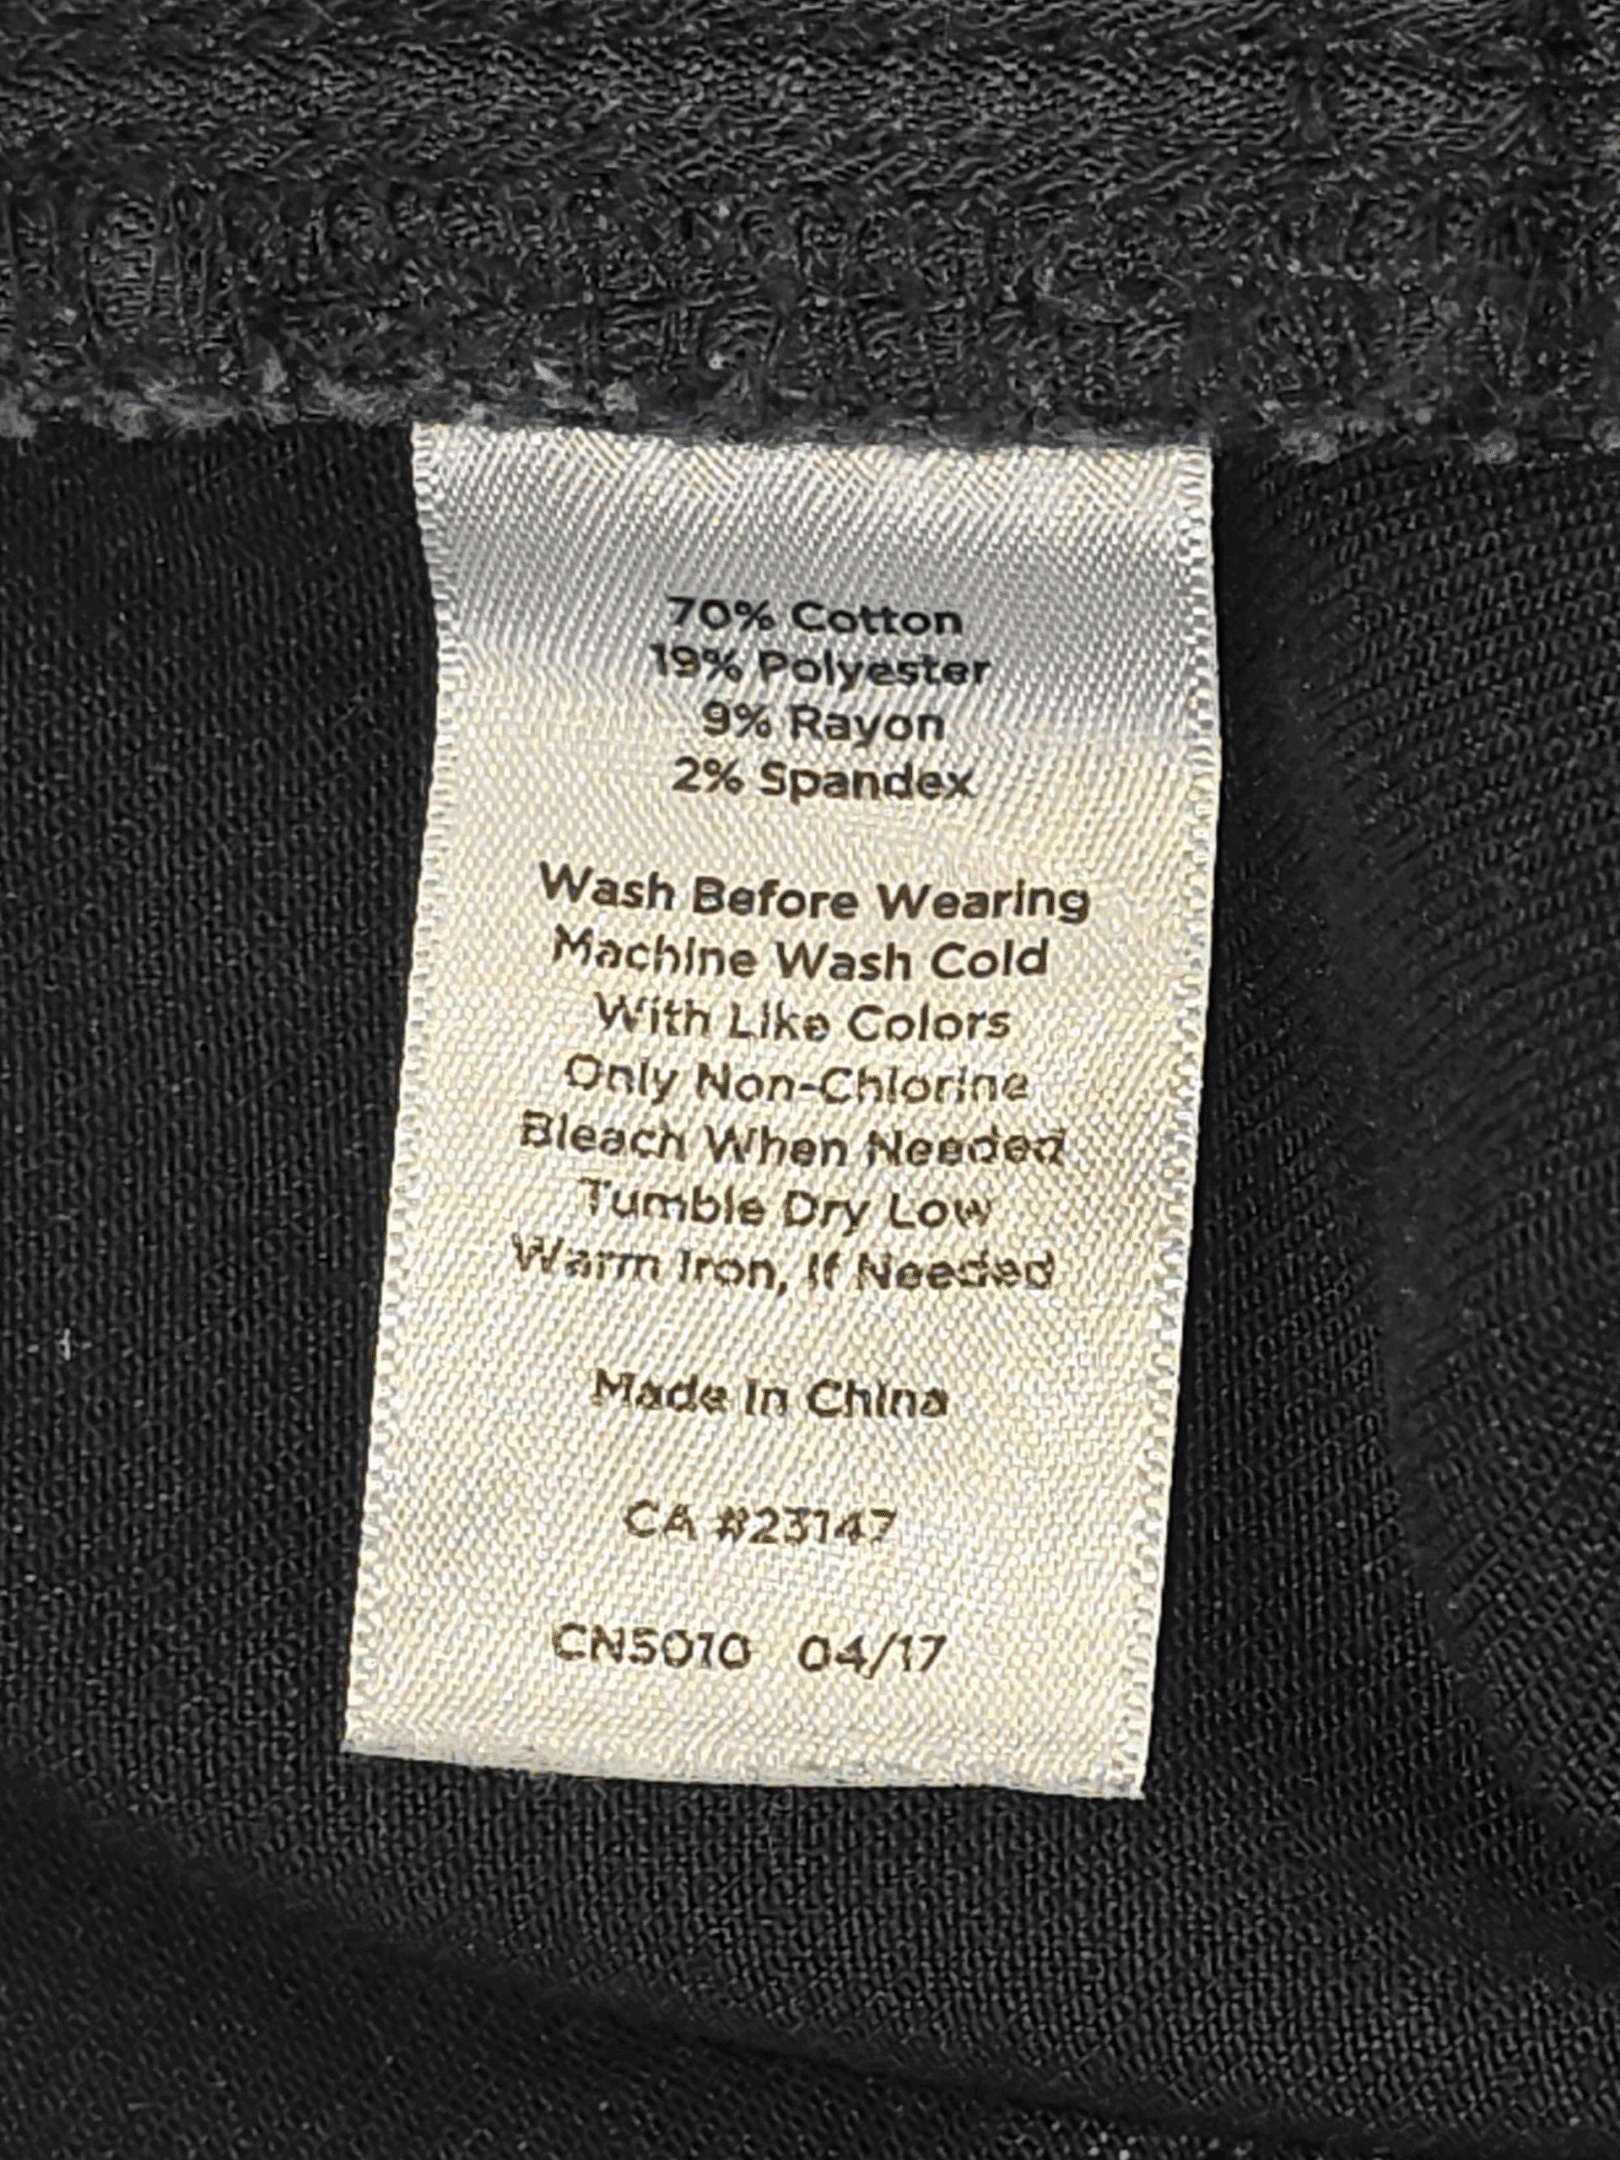 70% Cotton
19% Polyester
9% Rayon
2% Spandex
Wash Before Wearing
Machine Wash Cold
With Like Colors
Only Non-Chlorine
Bleach When Needed
Tumble Dry Low
Warm Iron, If Needed
Made In China
CA #23147
CN5010 04/17